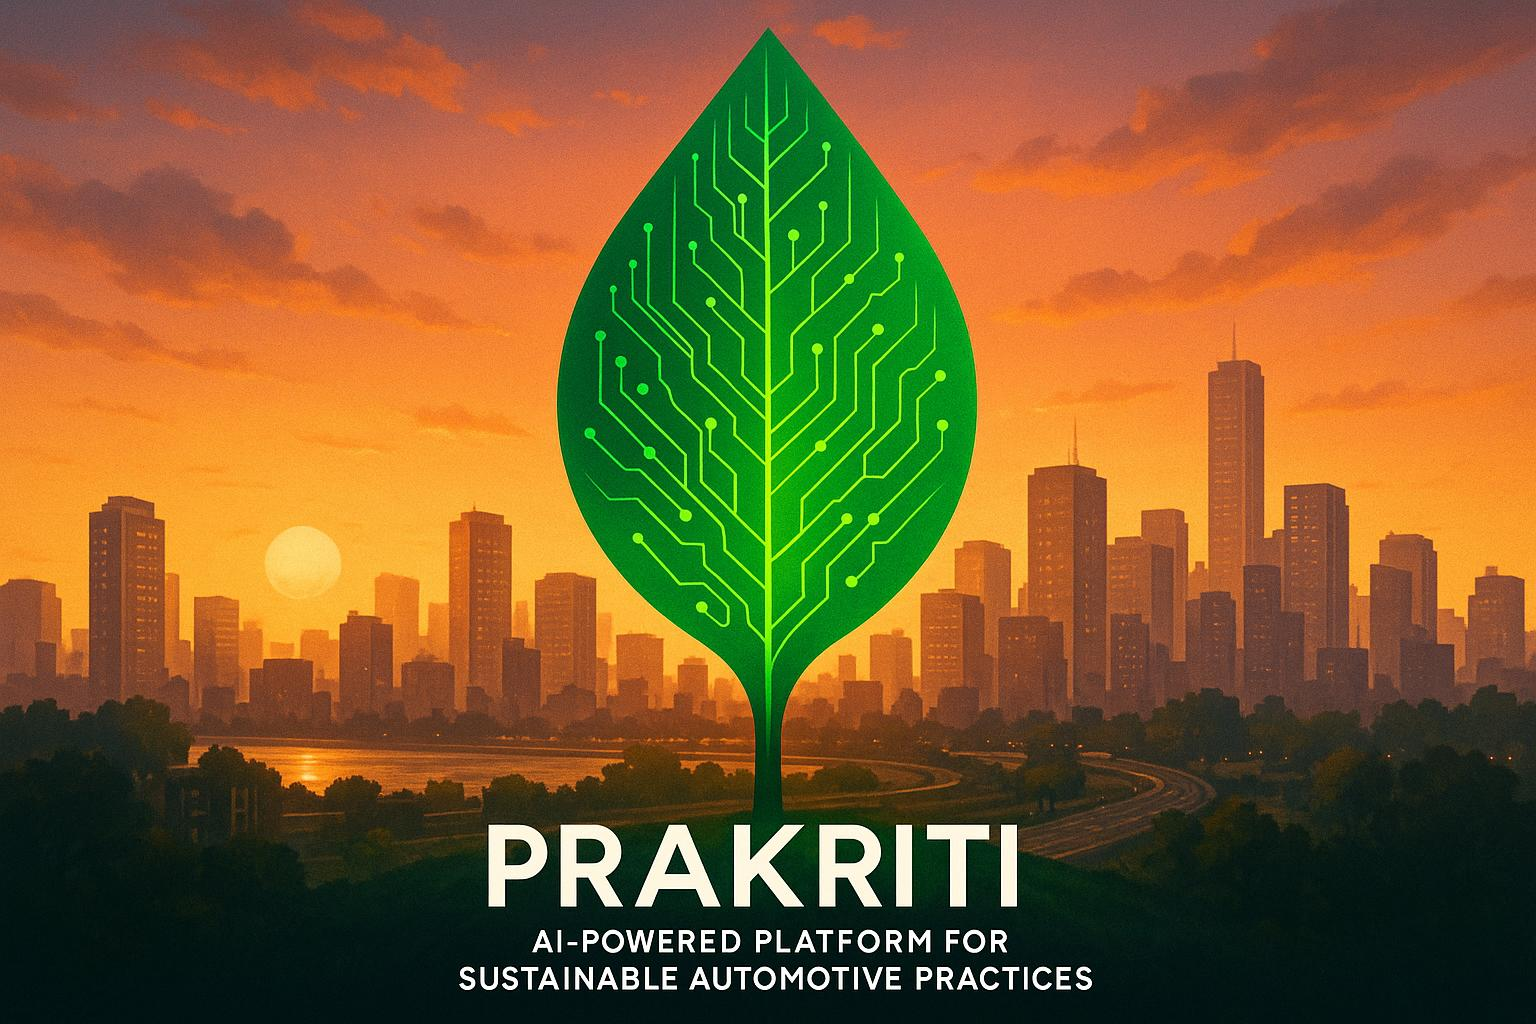 PRAKRITI
AI-POWERED PLATFORM FOR
SUSTAINABLE AUTOMOTIVE PRACTICES